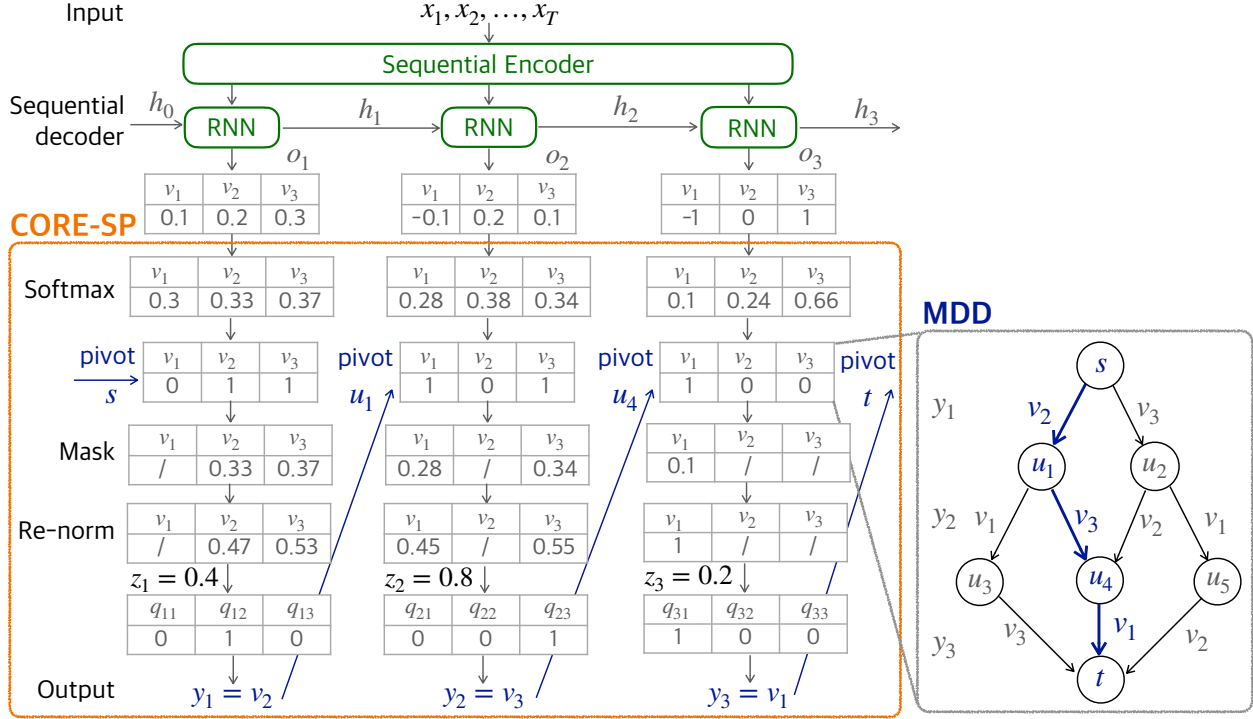 Input x₁, x₂, …, x_T
Sequential Encoder
Sequential decoder h₀ RNN h₁ RNN h₂ RNN h₃
o₁ o₂ o₃
v₁ v₂ v₃ v₁ v₂ v₃ v₁ v₂ v₃
0.1 0.2 0.3 −0.1 0.2 0.1 −1 0 1
CORE-SP
v₁ v₂ v₃ v₁ v₂ v₃ v₁ v₂ v₃
Softmax 0.3 0.33 0.37 0.28 0.38 0.34 0.1 0.24 0.66
pivot v₁ v₂ v₃ pivot v₁ v₂ v₃ pivot v₁ v₂ v₃ pivot
s 0 1 1 u₁ 1 0 1 u₄ 1 0 0 t
v₁ v₂ v₃ v₁ v₂ v₃ v₁ v₂ v₃
Mask / 0.33 0.37 0.28 / 0.34 0.1 / /
v₁ v₂ v₃ v₁ v₂ v₃ v₁ v₂ v₃
Re-norm / 0.47 0.53 0.45 / 0.55 1 / /
z₁ = 0.4 z₂ = 0.8 z₃ = 0.2
q₁₁ q₁₂ q₁₃ q₂₁ q₂₂ q₂₃ q₃₁ q₃₂ q₃₃
0 1 0 0 0 1 1 0 0
Output y₁ = v₂ y₂ = v₃ y₃ = v₁
MDD
s
y₁ v₂ v₃
u₁ u₂
y₂ v₁ v₃ v₂ v₁
u₃ u₄ u₅
y₃ v₃ v₁ v₂
t